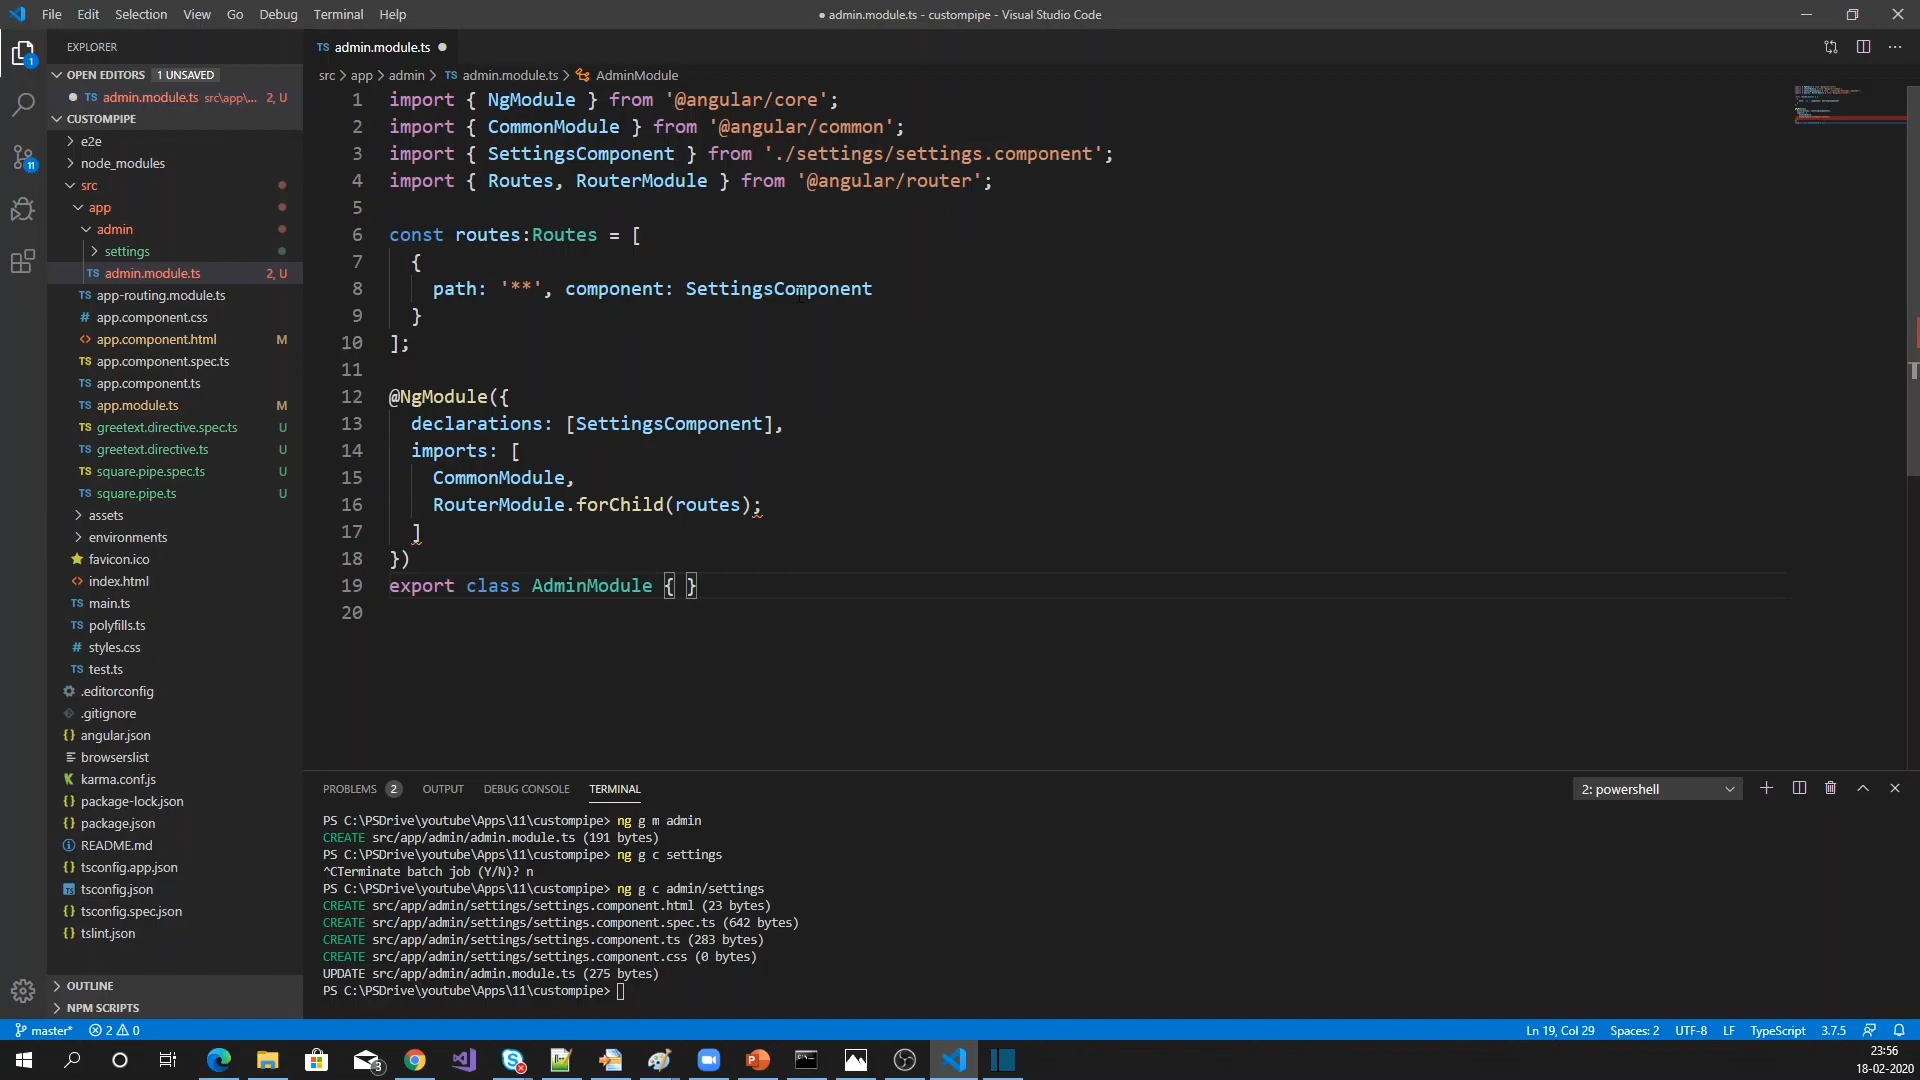 File Edit Selection View Go Debug Terminal Help
● admin.module.ts - custompipe - Visual Studio Code
EXPLORER
OPEN EDITORS 1 UNSAVED
TS admin.module.ts src\app\... 2, U
CUSTOMPIPE
e2e
node_modules
src
app
admin
settings
TS admin.module.ts 2, U
TS app-routing.module.ts
# app.component.css
<> app.component.html M
TS app.component.spec.ts
TS app.component.ts
TS app.module.ts M
TS greetext.directive.spec.ts U
TS greetext.directive.ts U
TS square.pipe.spec.ts U
TS square.pipe.ts U
assets
environments
favicon.ico
<> index.html
TS main.ts
TS polyfills.ts
# styles.css
TS test.ts
.editorconfig
.gitignore
{} angular.json
browserslist
karma.conf.js
{} package-lock.json
{} package.json
README.md
{} tsconfig.app.json
tsconfig.json
{} tsconfig.spec.json
{} tslint.json
OUTLINE
NPM SCRIPTS
1
11
TS admin.module.ts ●
src > app > admin > TS admin.module.ts > AdminModule
1 import { NgModule } from '@angular/core';
2 import { CommonModule } from '@angular/common';
3 import { SettingsComponent } from './settings/settings.component';
4 import { Routes, RouterModule } from '@angular/router';
5
6 const routes:Routes = [
7 {
8 path: '**', component: SettingsComponent
9 }
10 ];
11
12 @NgModule({
13 declarations: [SettingsComponent],
14 imports: [
15 CommonModule,
16 RouterModule.forChild(routes);
17 ]
18 })
19 export class AdminModule { }
20
PROBLEMS 2 OUTPUT DEBUG CONSOLE TERMINAL 2: powershell
PS C:\PSDrive\youtube\Apps\11\custompipe> ng g m admin
CREATE src/app/admin/admin.module.ts (191 bytes)
PS C:\PSDrive\youtube\Apps\11\custompipe> ng g c settings
^CTerminate batch job (Y/N)? n
PS C:\PSDrive\youtube\Apps\11\custompipe> ng g c admin/settings
CREATE src/app/admin/settings/settings.component.html (23 bytes)
CREATE src/app/admin/settings/settings.component.spec.ts (642 bytes)
CREATE src/app/admin/settings/settings.component.ts (283 bytes)
CREATE src/app/admin/settings/settings.component.css (0 bytes)
UPDATE src/app/admin/admin.module.ts (275 bytes)
PS C:\PSDrive\youtube\Apps\11\custompipe>
master* 2 0 Ln 19, Col 29 Spaces: 2 UTF-8 LF TypeScript 3.7.5
3
23:56
18-02-2020